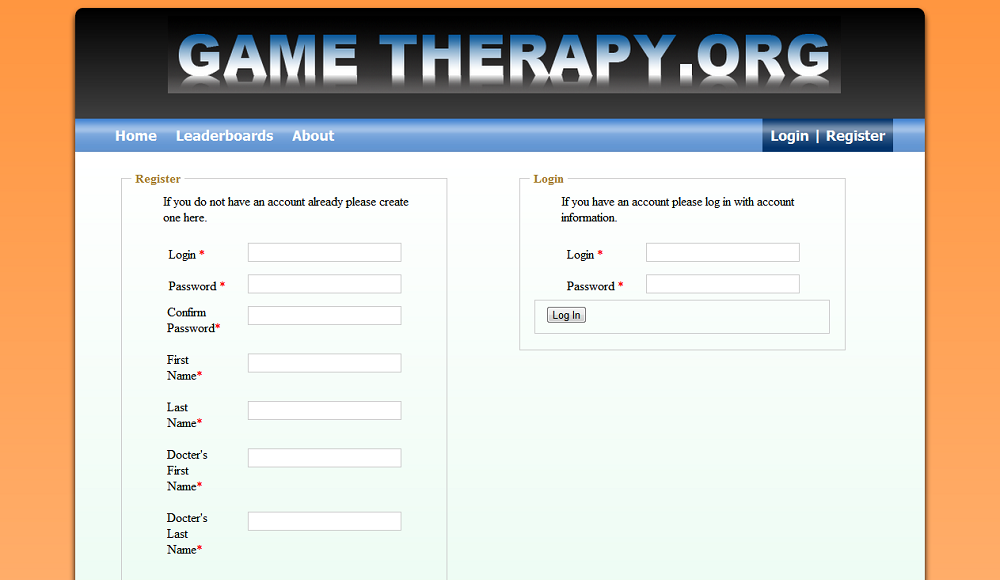 GAME THERAPY.ORG
Home Leaderboards About Login | Register
Register
If you do not have an account already please create
one here.
Login *
Password *
Confirm
Password*
First
Name*
Last
Name*
Docter's
First
Name*
Docter's
Last
Name*
Login
If you have an account please log in with account
information.
Login *
Password *
Log In